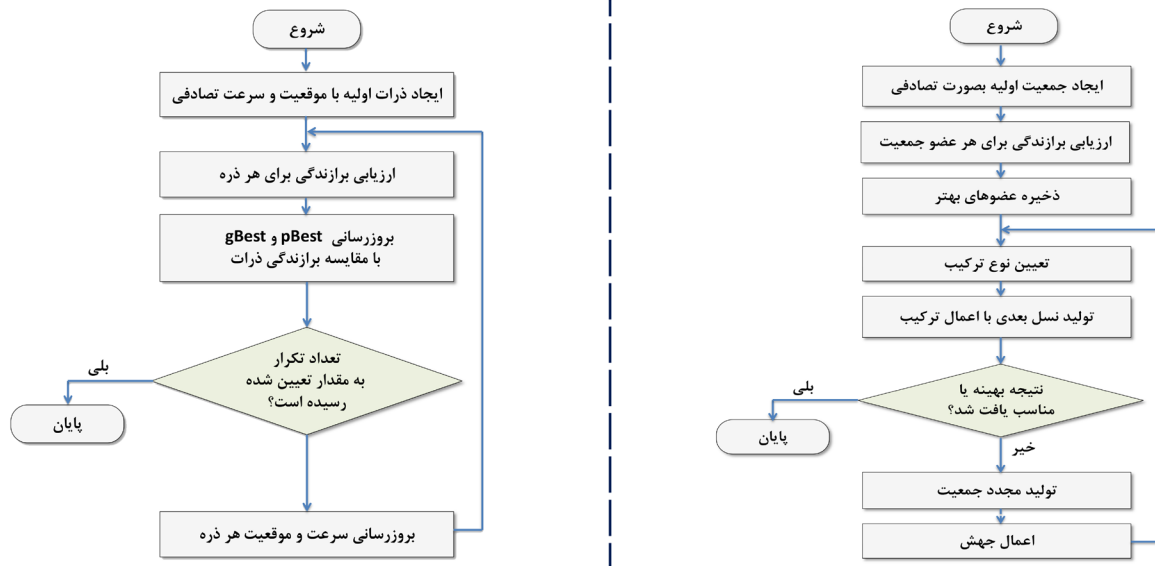 شروع
ایجاد جمعیت اولیه بصورت تصادفی
ارزیابی برازندگی برای هر عضو جمعیت
ذخیره عضوهای بهتر
تعیین نوع ترکیب
تولید نسل بعدی با اعمال ترکیب
نتیجه بهینه یا
مناسب یافت شد؟
بلی
پایان
خیر
تولید مجدد جمعیت
اعمال جهش
شروع
ایجاد ذرات اولیه با موقعیت و سرعت تصادفی
ارزیابی برازندگی برای هر ذره
بروزرسانی pBest و gBest
با مقایسه برازندگی ذرات
تعداد تکرار
به مقدار تعیین شده
رسیده است؟
بلی
پایان
بروزرسانی سرعت و موقعیت هر ذره